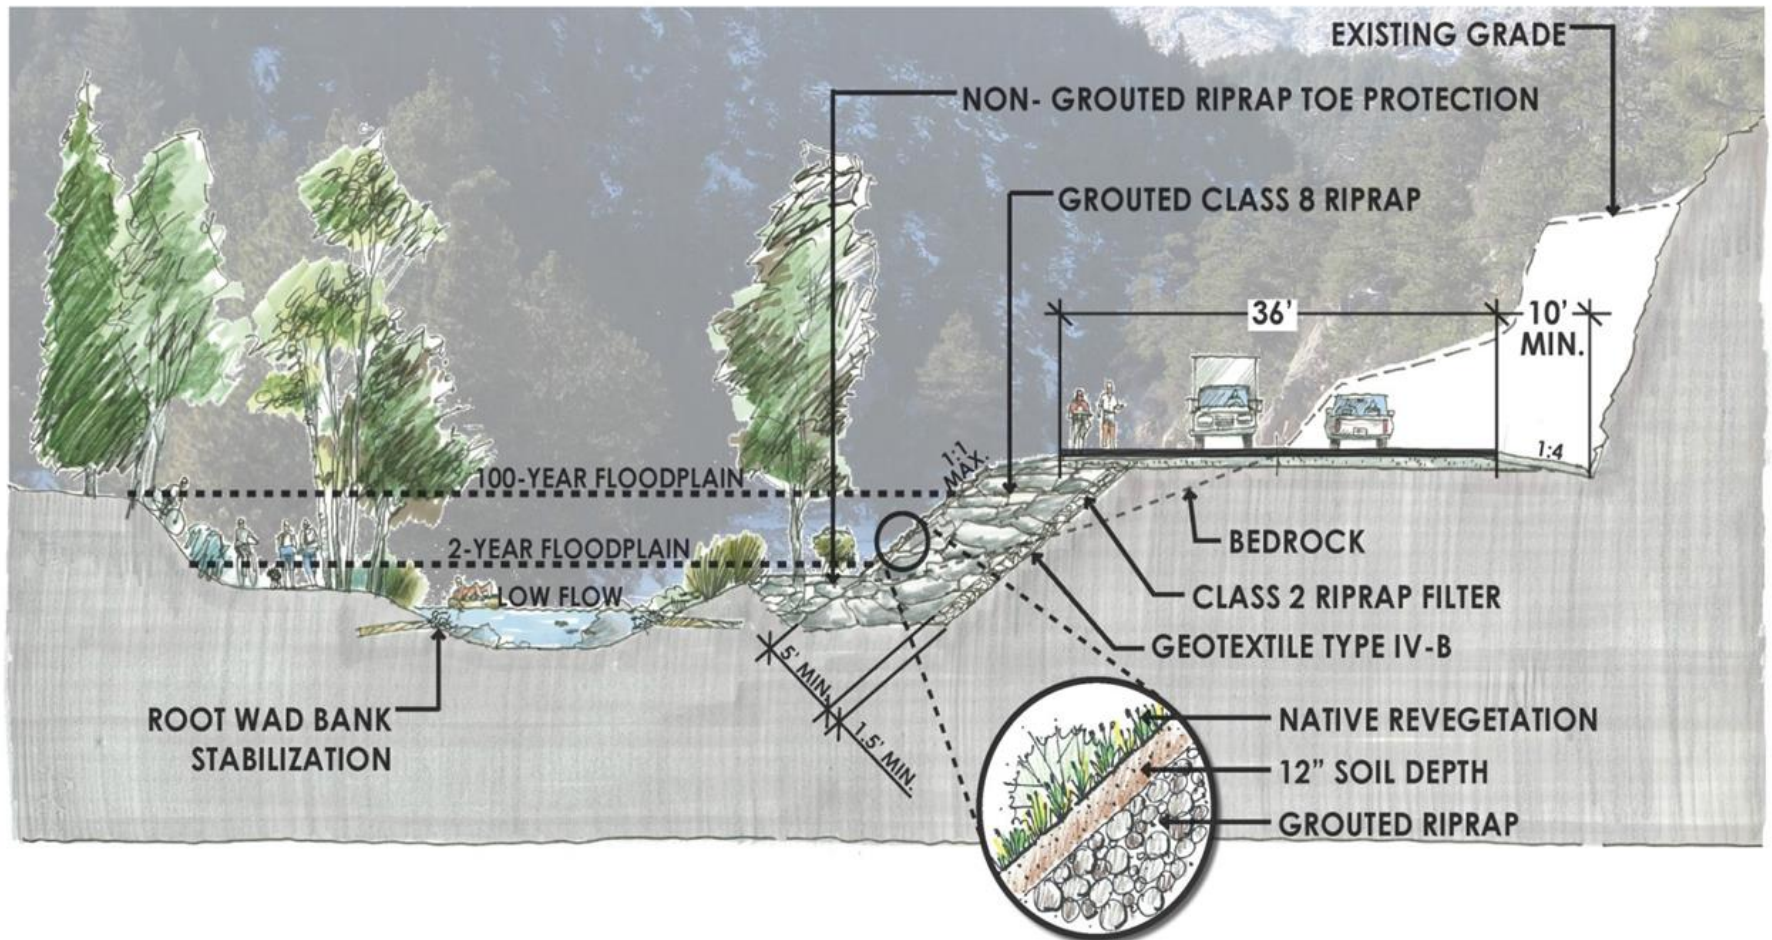 EXISTING GRADE
NON- GROUTED RIPRAP TOE PROTECTION
GROUTED CLASS 8 RIPRAP
36'
10'
MIN.
1:1
MAX.
1:4
100-YEAR FLOODPLAIN
2-YEAR FLOODPLAIN
LOW FLOW
BEDROCK
CLASS 2 RIPRAP FILTER
GEOTEXTILE TYPE IV-B
5' MIN.
1.5' MIN.
ROOT WAD BANK
STABILIZATION
NATIVE REVEGETATION
12” SOIL DEPTH
GROUTED RIPRAP